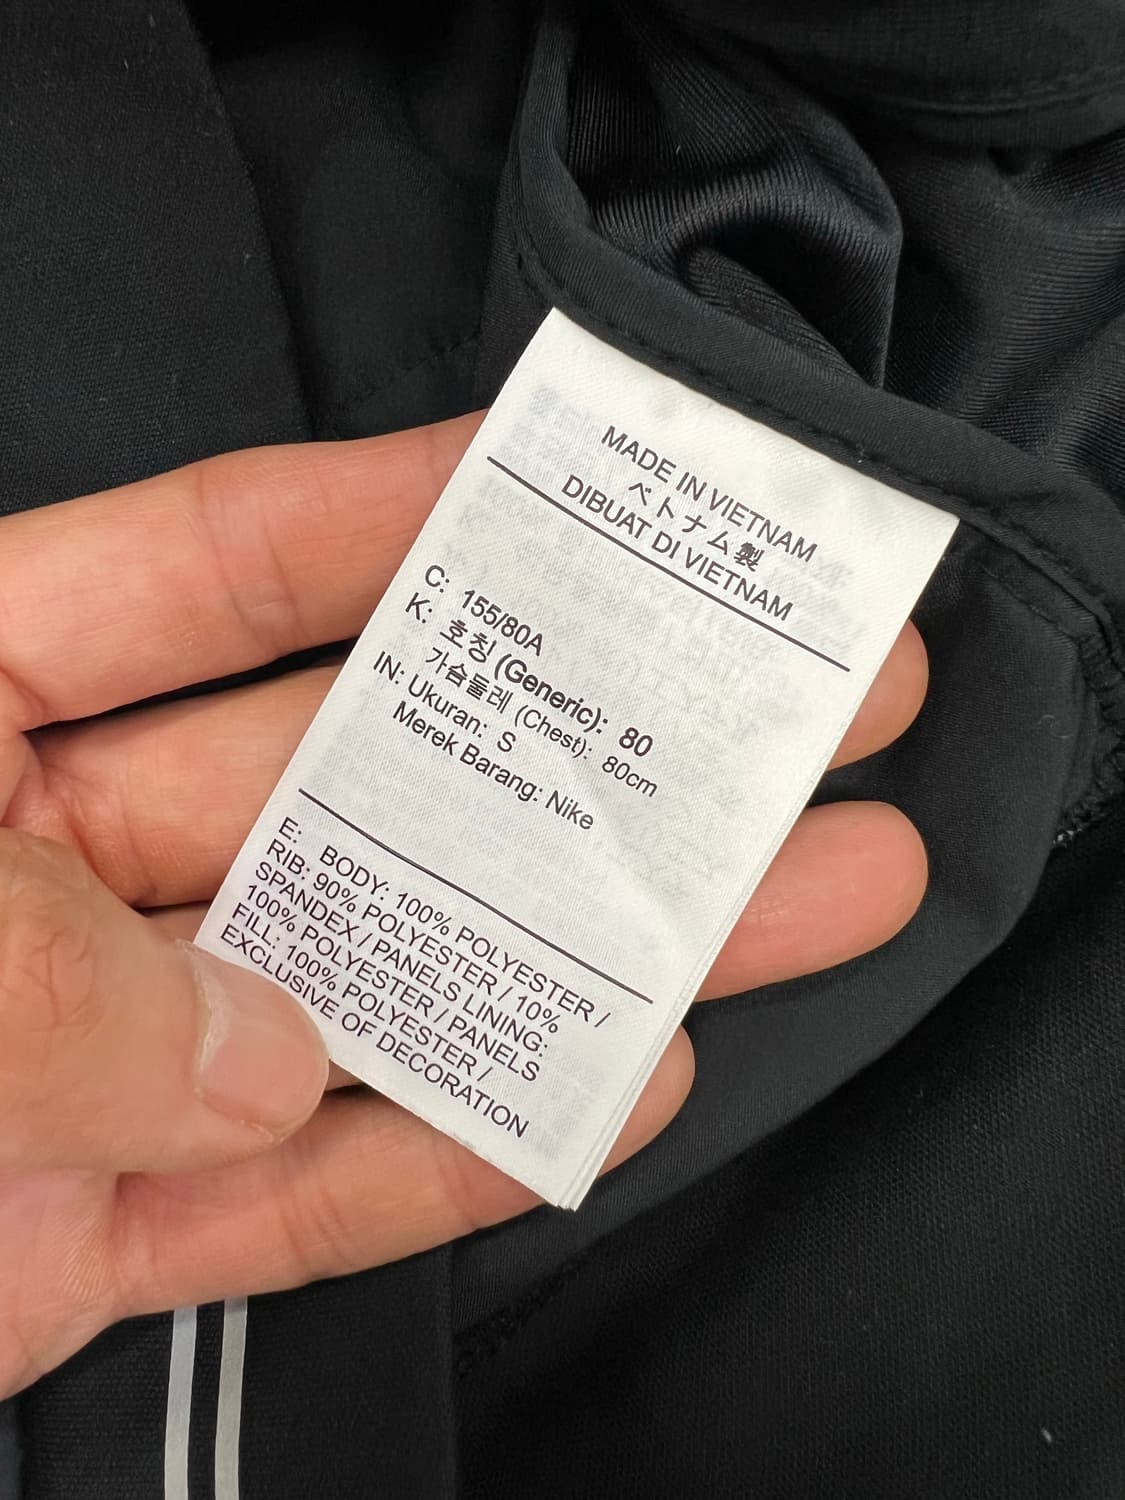 MADE IN VIETNAM
ベトナム製
DIBUAT DI VIETNAM
C: 155/80A
K: 호칭 (Generic): 80
가슴둘레 (Chest): 80cm
IN: Ukuran: S
Merek Barang: Nike
E: BODY: 100% POLYESTER /
RIB: 90% POLYESTER / 10%
SPANDEX / PANELS LINING:
100% POLYESTER / PANELS
FILL: 100% POLYESTER /
EXCLUSIVE OF DECORATION